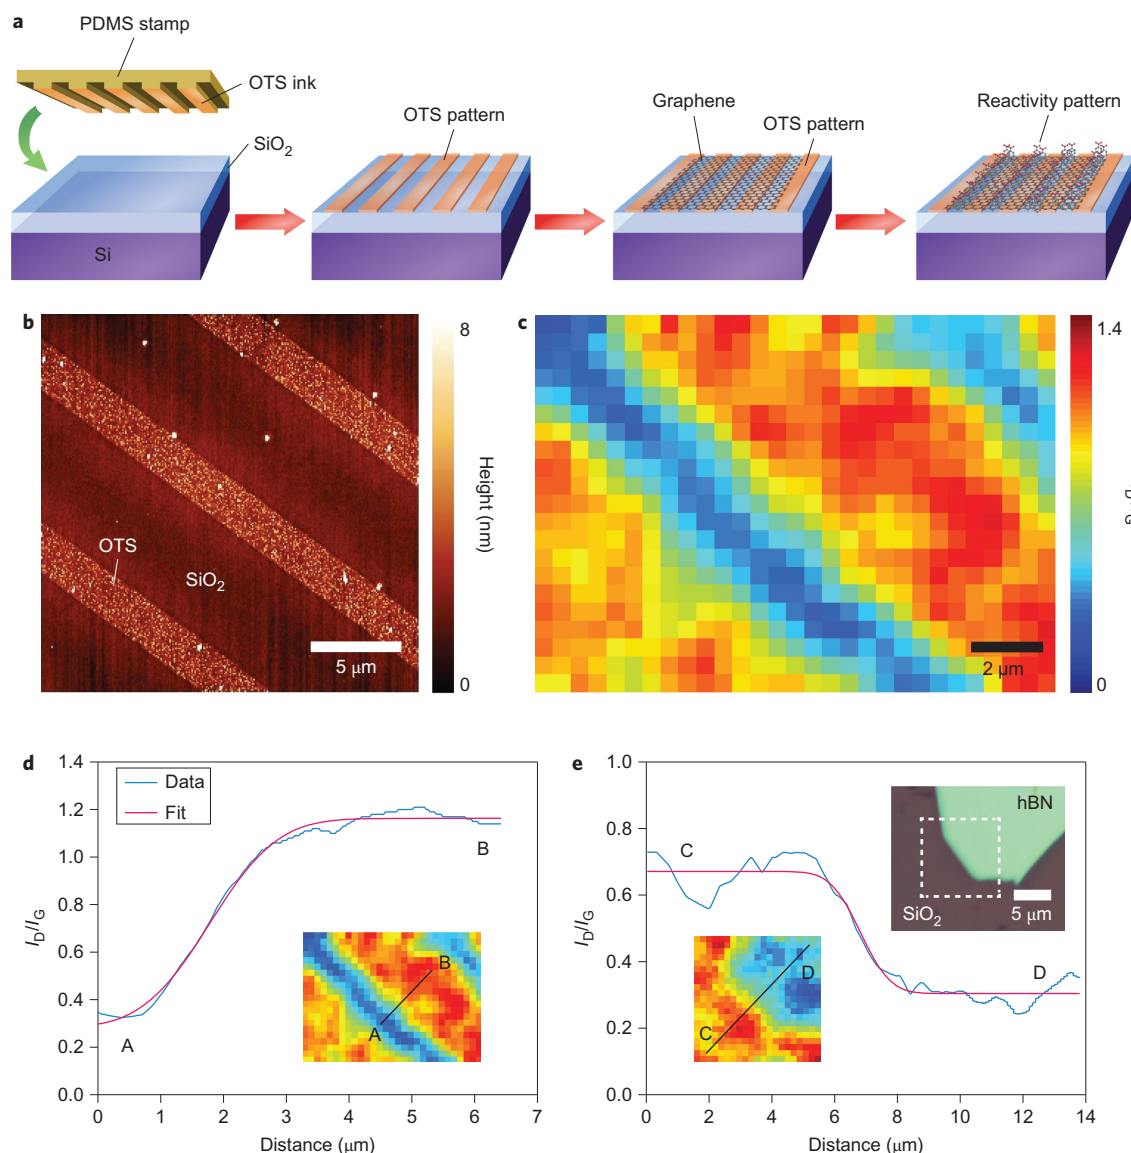 a
PDMS stamp
OTS ink
SiO2
Si
OTS pattern
Graphene
OTS pattern
Reactivity pattern
b
OTS
SiO2
5 μm
8
Height (nm)
0
c
2 μm
1.4
D G
0
d
1.4
1.2
1.0
0.8
0.6
0.4
0.2
0.0
ID/IG
Data
Fit
A
B
A
B
0 1 2 3 4 5 6 7
Distance (μm)
e
1.0
0.8
0.6
0.4
0.2
0.0
ID/IG
C
D
C
D
hBN
SiO2
5 μm
0 2 4 6 8 10 12 14
Distance (μm)